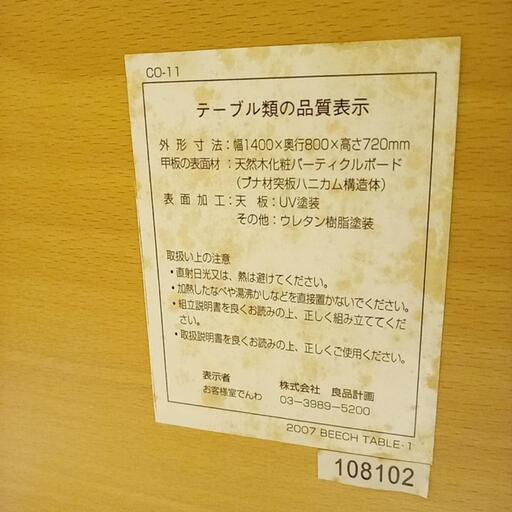 CO-11
テーブル類の品質表示
外形寸法:幅1400×奥行800×高さ720mm
甲板の表面材:天然木化粧パーティクルボード
(ブナ材突板ハニカム構造体)
表面加工:天板:UV塗装
その他:ウレタン樹脂塗装
取扱い上の注意
・直射日光又は、熱は避けてください。
・加熱したなべや湯沸かしなどを直接置かないでください。
・組立説明書を良くお読みの上、正しく組み立ててくだ
さい。
・取扱説明書を良くお読みの上、正しくご使用ください。
表示者 株式会社 良品計画
お客様室でんわ 03-3989-5200
2007 BEECH TABLE-1
108102